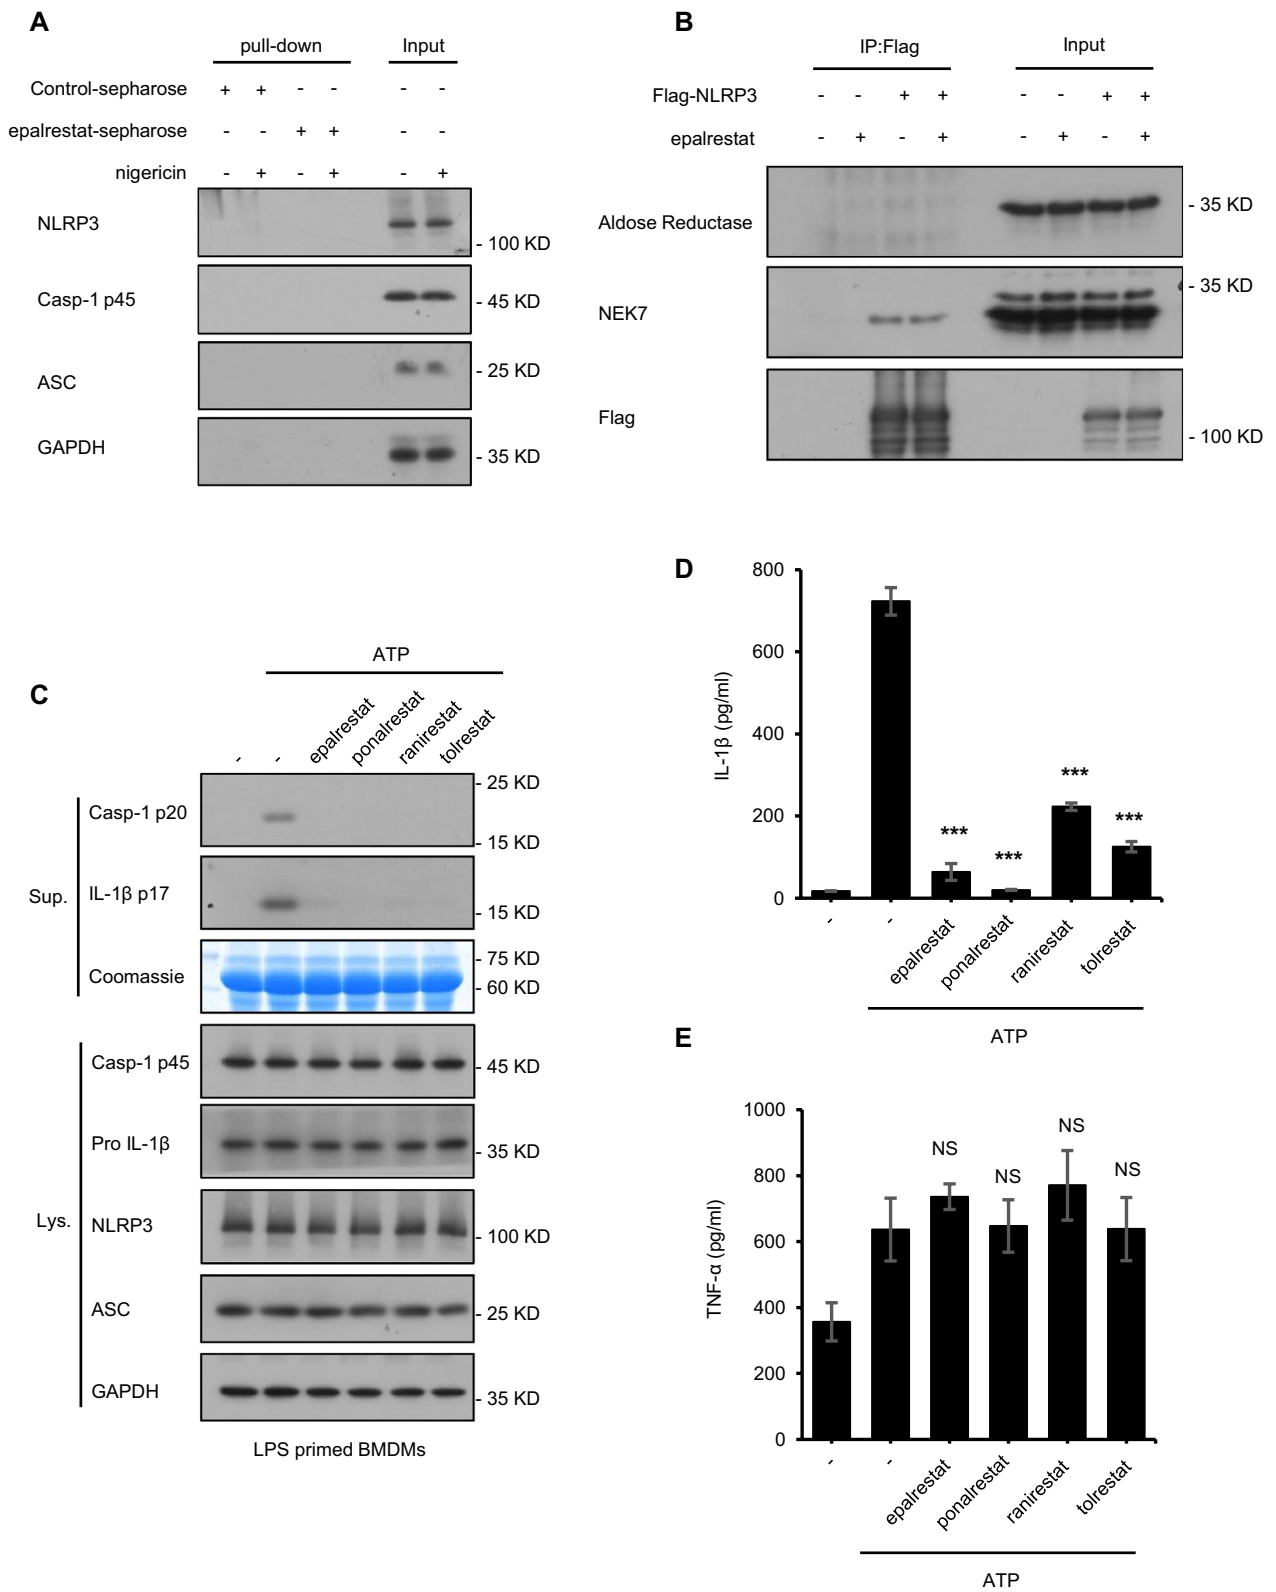 A
pull-down Input
Control-sepharose + + - - - -
epalrestat-sepharose - - + + - -
nigericin - + - + - +
NLRP3
- 100 KD
Casp-1 p45
- 45 KD
ASC
- 25 KD
GAPDH
- 35 KD
B
IP:Flag Input
Flag-NLRP3 - - + + - - + +
epalrestat - + - + - + - +
Aldose Reductase
- 35 KD
NEK7
- 35 KD
Flag
- 100 KD
C
ATP
- - epalrestat ponalrestat ranirestat tolrestat
Sup.
Casp-1 p20
- 25 KD
- 15 KD
IL-1β p17
- 15 KD
Coomassie
- 75 KD
- 60 KD
Lys.
Casp-1 p45
- 45 KD
Pro IL-1β
- 35 KD
NLRP3
- 100 KD
ASC
- 25 KD
GAPDH
- 35 KD
LPS primed BMDMs
D
IL-1β (pg/ml)
800
600
400
200
0
*** *** *** ***
- - epalrestat ponalrestat ranirestat tolrestat
ATP
E
TNF-α (pg/ml)
1000
800
600
400
200
0
NS NS NS NS
- - epalrestat ponalrestat ranirestat tolrestat
ATP